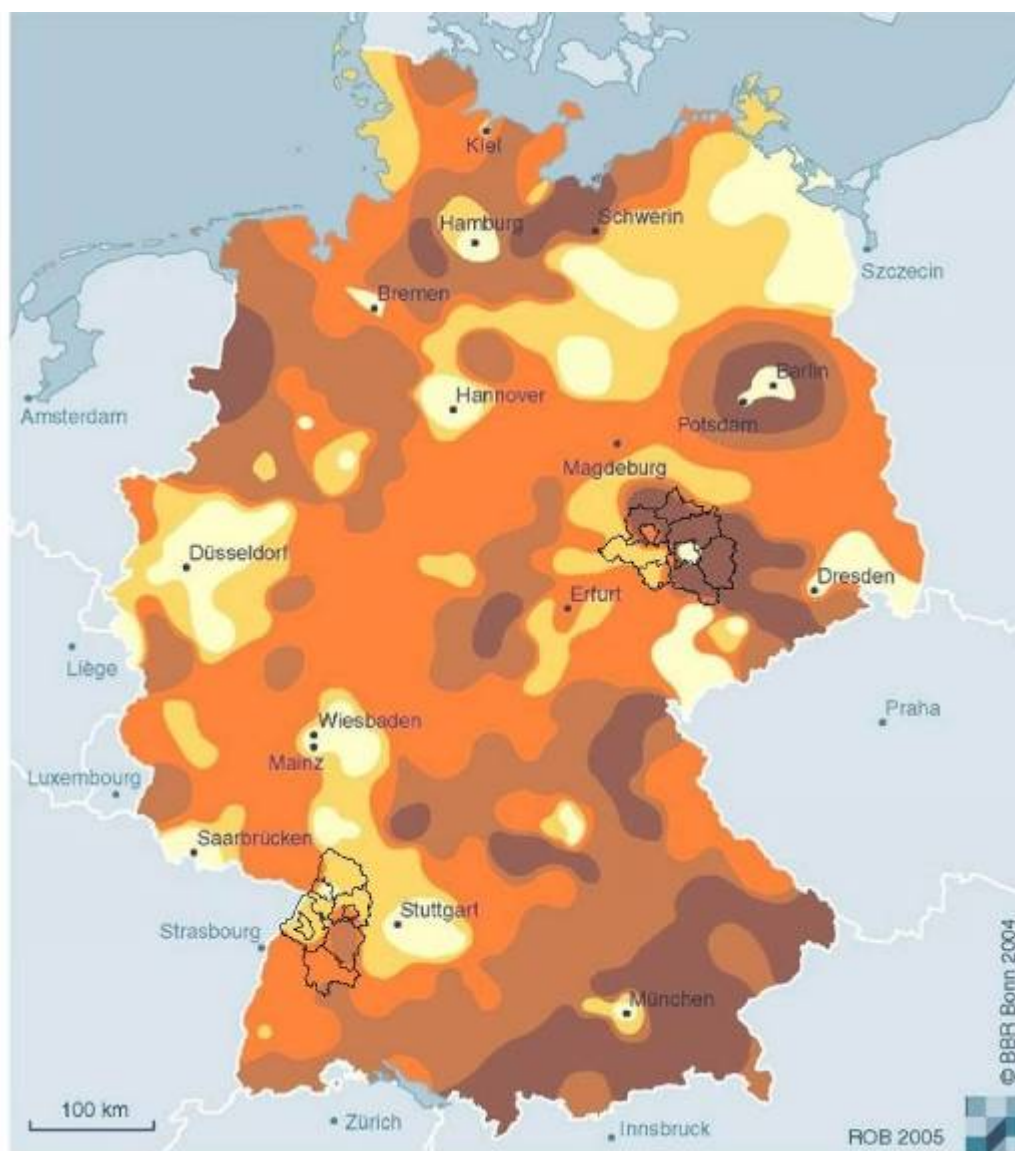 Kiel
Hamburg
Schwerin
Szczecin
Bremen
Berlin
Hannover
Potsdam
Amsterdam
Magdeburg
Düsseldorf
Dresden
Erfurt
Liège
Praha
Wiesbaden
Mainz
Luxembourg
Saarbrücken
Stuttgart
Strasbourg
München
© BBR Bonn 2004
100 km
Zürich
Innsbruck
ROB 2005